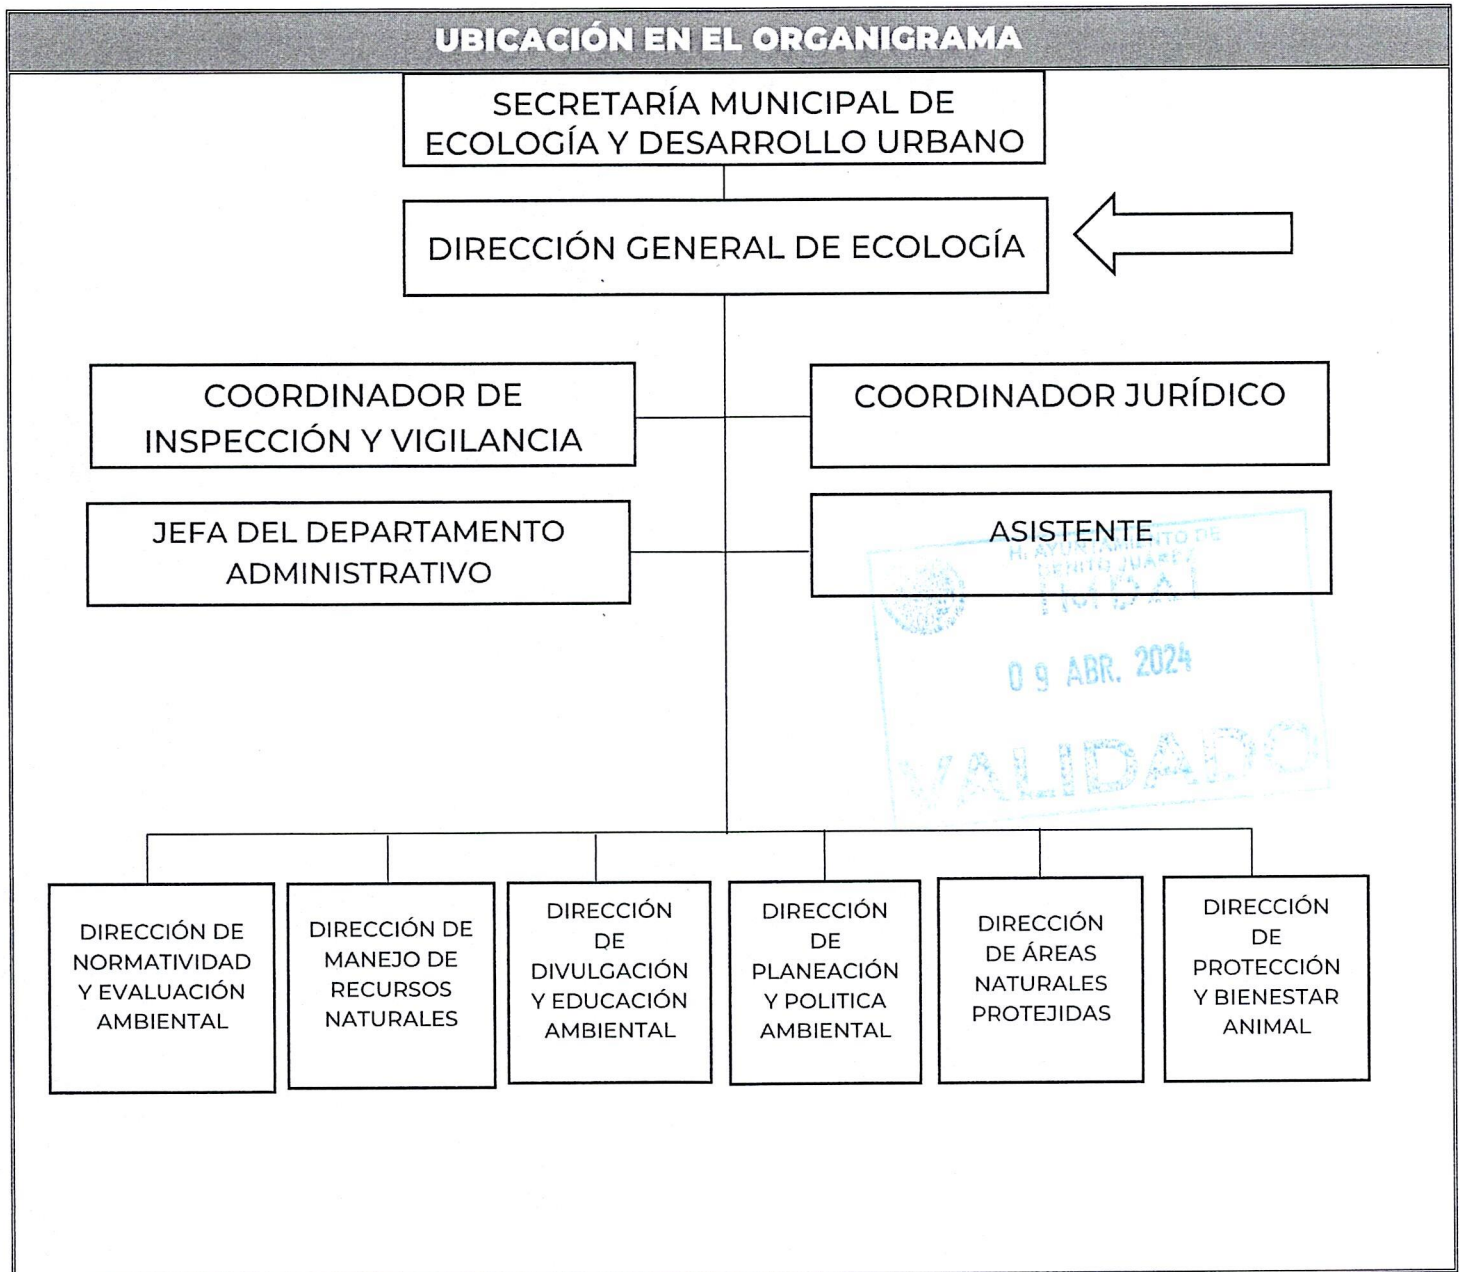 UBICACIÓN EN EL ORGANIGRAMA
SECRETARÍA MUNICIPAL DE
ECOLOGÍA Y DESARROLLO URBANO
DIRECCIÓN GENERAL DE ECOLOGÍA
COORDINADOR DE
INSPECCIÓN Y VIGILANCIA
COORDINADOR JURÍDICO
JEFA DEL DEPARTAMENTO
ADMINISTRATIVO
ASISTENTE
H. AYUNTAMIENTO DE
BENITO JUÁREZ
09 ABR. 2024
VALIDADO
DIRECCIÓN DE
NORMATIVIDAD
Y EVALUACIÓN
AMBIENTAL
DIRECCIÓN DE
MANEJO DE
RECURSOS
NATURALES
DIRECCIÓN
DE
DIVULGACIÓN
Y EDUCACIÓN
AMBIENTAL
DIRECCIÓN
DE
PLANEACIÓN
Y POLITICA
AMBIENTAL
DIRECCIÓN
DE ÁREAS
NATURALES
PROTEJIDAS
DIRECCIÓN
DE
PROTECCIÓN
Y BIENESTAR
ANIMAL